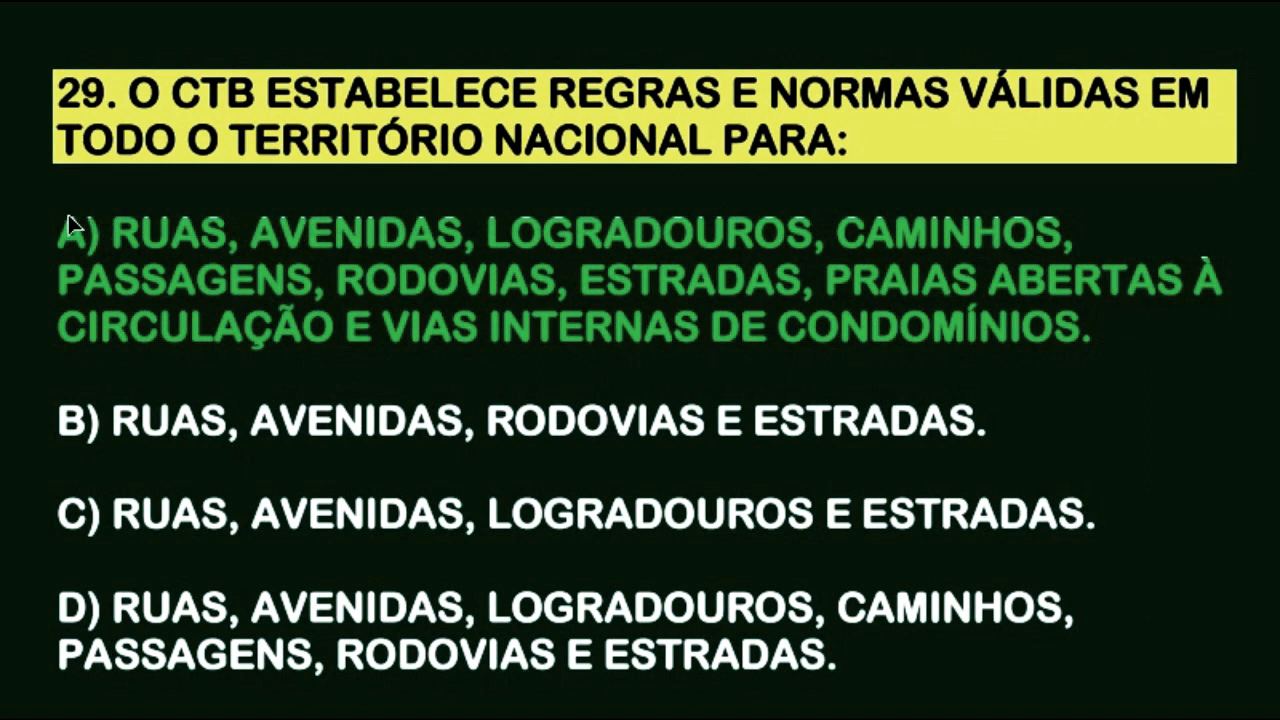 29. O CTB ESTABELECE REGRAS E NORMAS VÁLIDAS EM
TODO O TERRITÓRIO NACIONAL PARA:
A) RUAS, AVENIDAS, LOGRADOUROS, CAMINHOS,
PASSAGENS, RODOVIAS, ESTRADAS, PRAIAS ABERTAS À
CIRCULAÇÃO E VIAS INTERNAS DE CONDOMÍNIOS.
B) RUAS, AVENIDAS, RODOVIAS E ESTRADAS.
C) RUAS, AVENIDAS, LOGRADOUROS E ESTRADAS.
D) RUAS, AVENIDAS, LOGRADOUROS, CAMINHOS,
PASSAGENS, RODOVIAS E ESTRADAS.